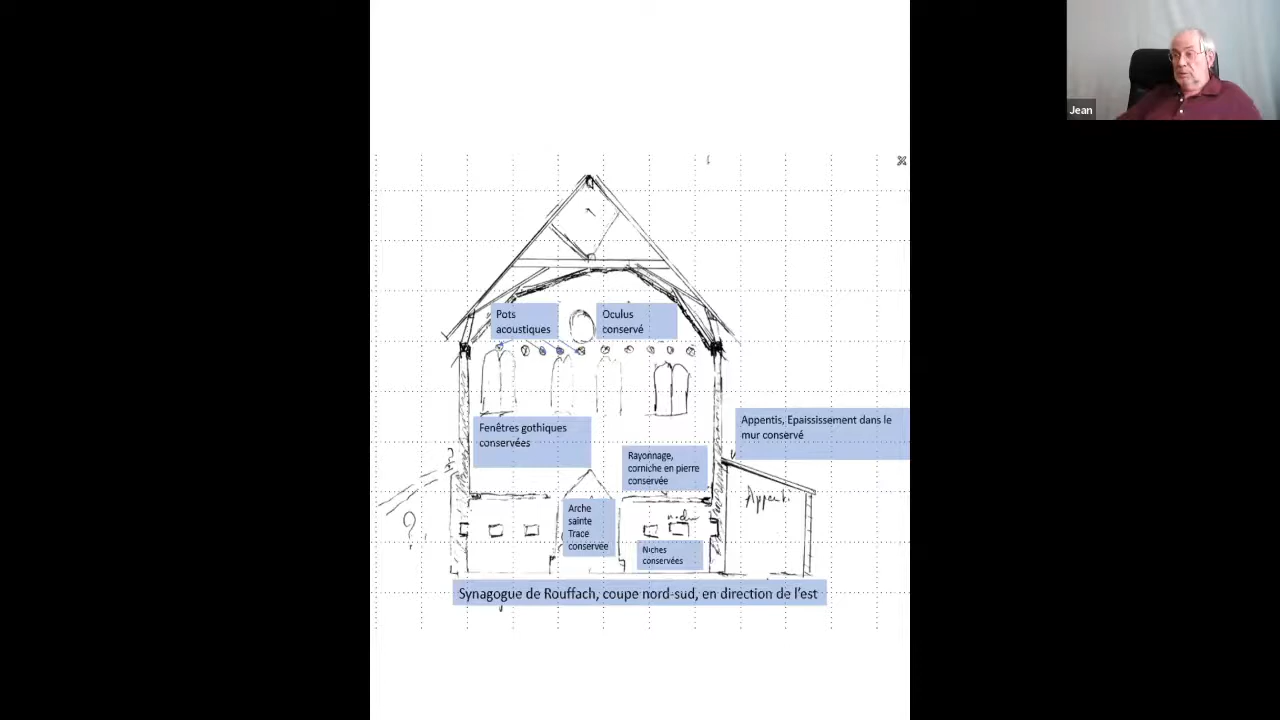 Jean
Pots
acoustiques
Oculus
conservé
Fenêtres gothiques
conservées
Appentis, Epaississement dans le
mur conservé
Rayonnage,
corniche en pierre
conservée
Arche
sainte
Trace
conservée
Niches
conservées
?
?
Synagogue de Rouffach, coupe nord-sud, en direction de l'est